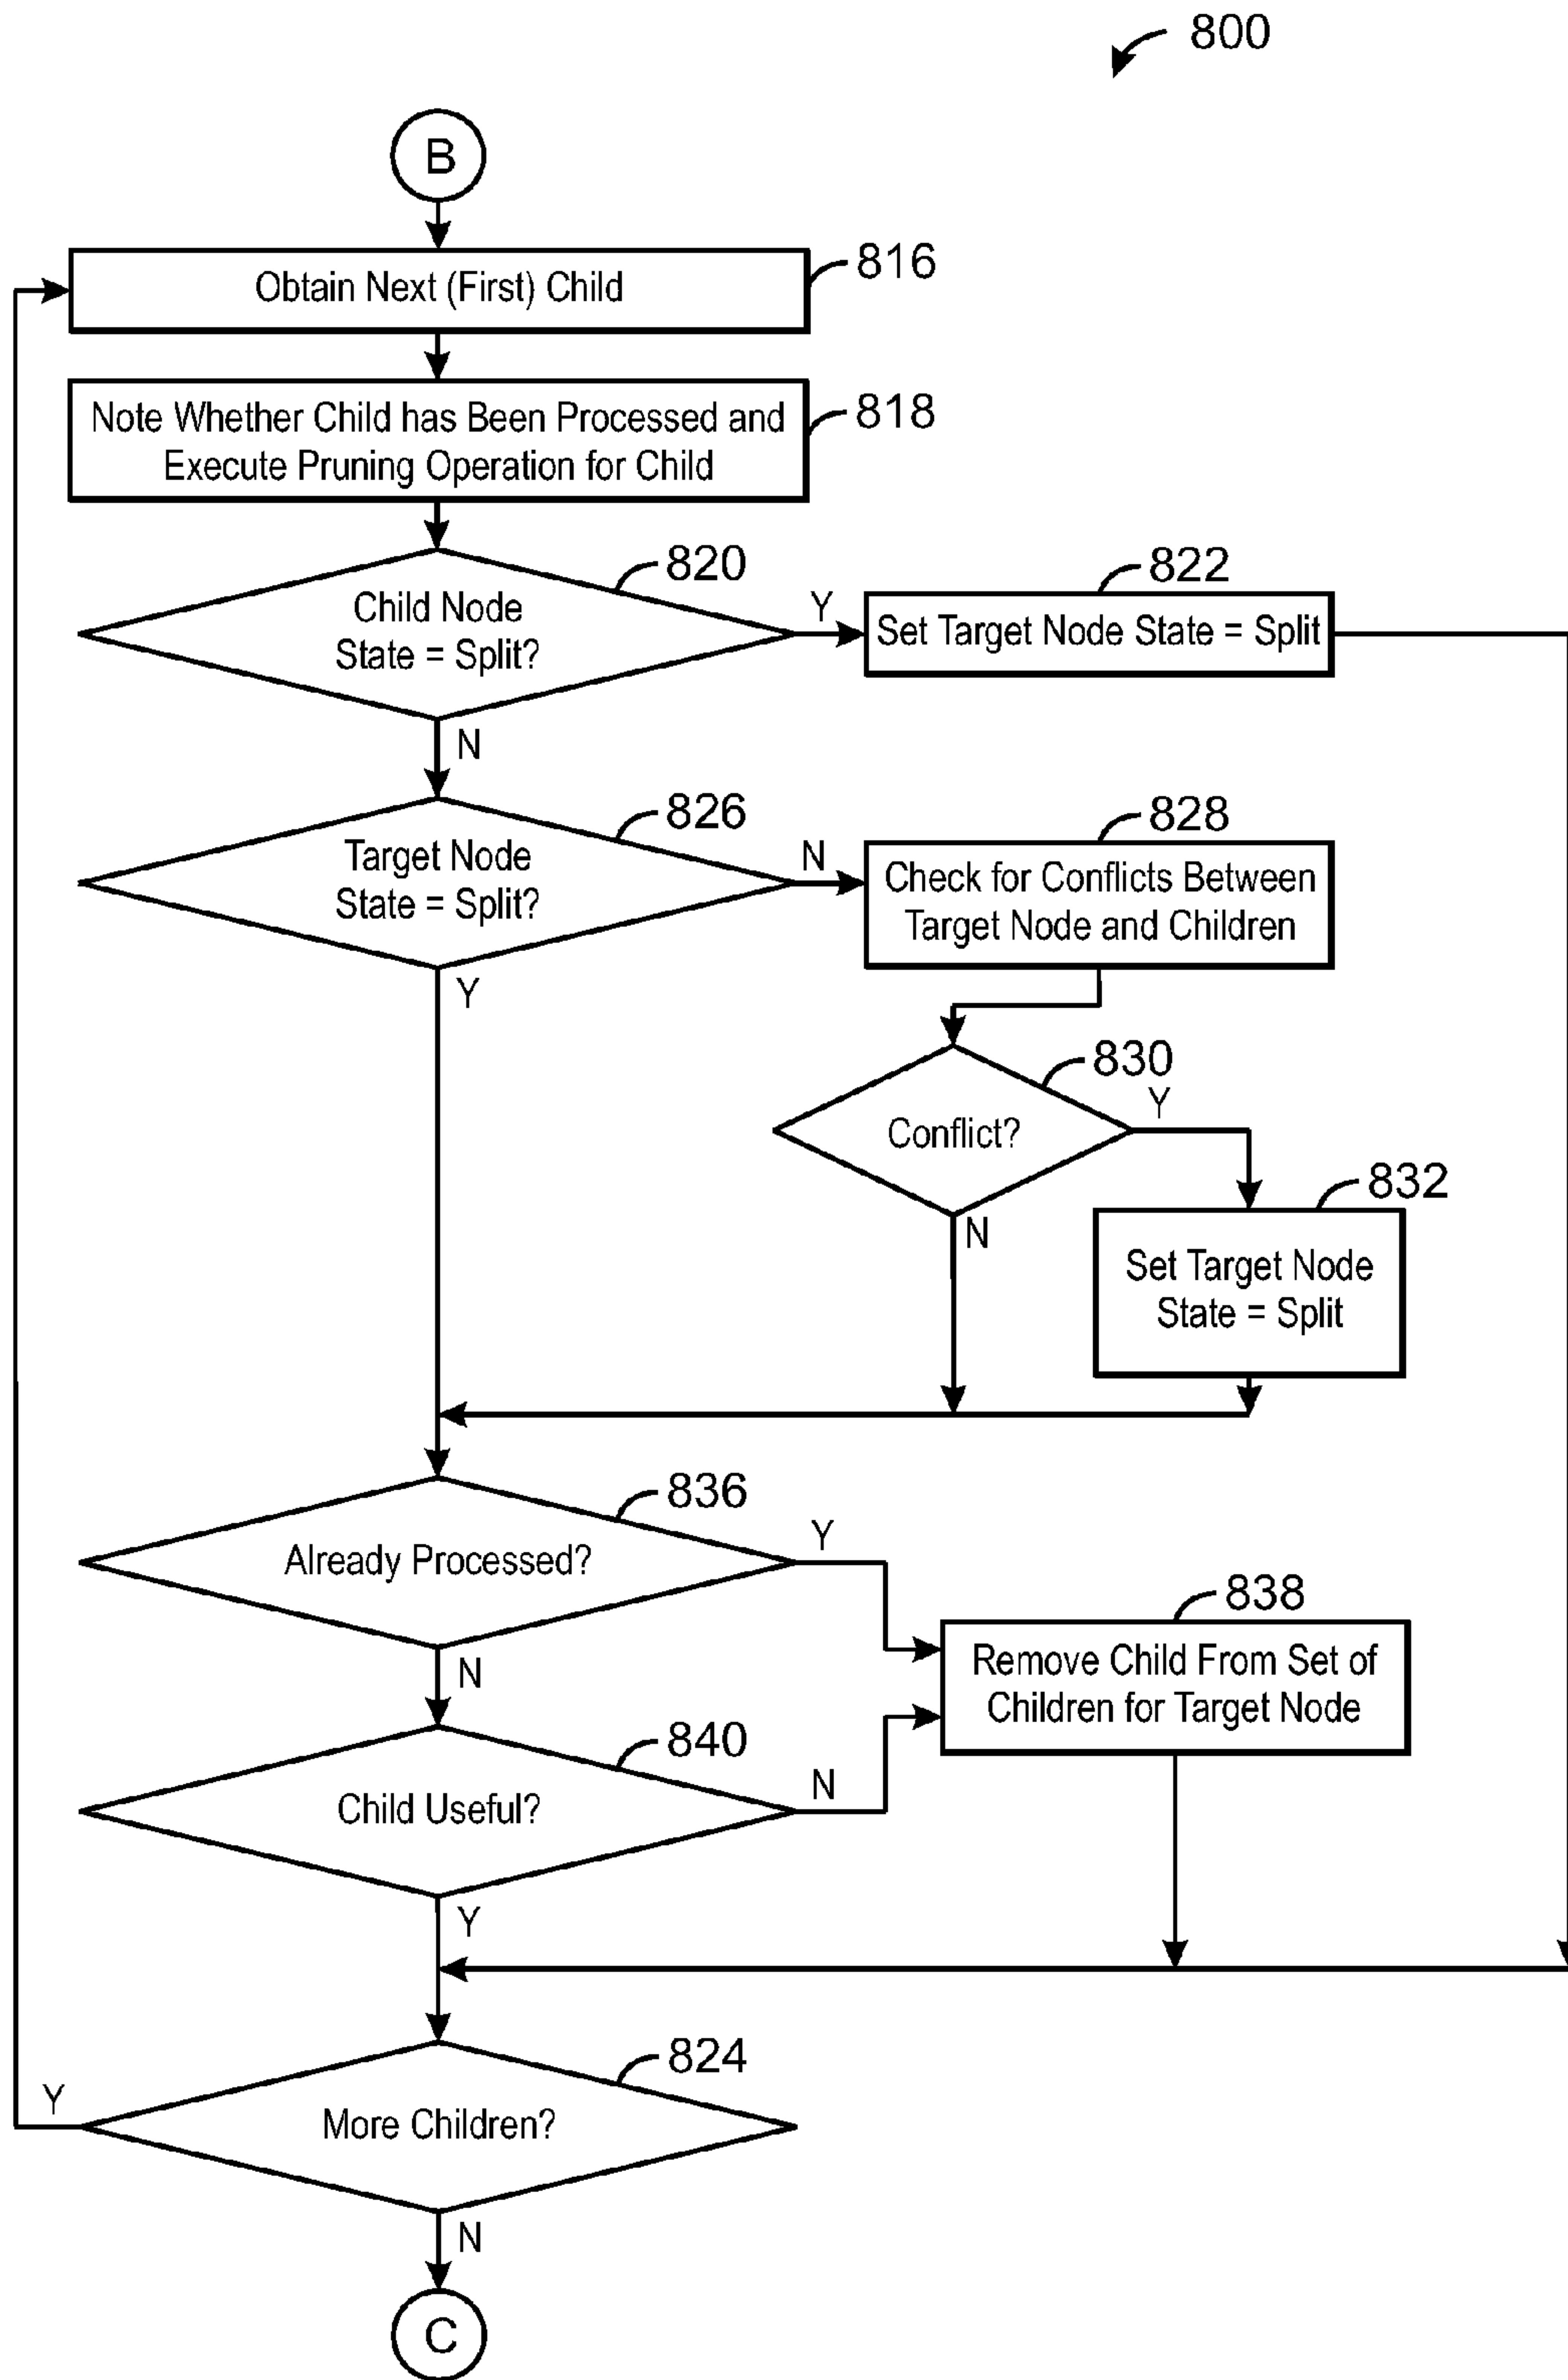 800
B
816
Obtain Next (First) Child
818
Note Whether Child has Been Processed and
Execute Pruning Operation for Child
820
Child Node
State = Split?
Y
822
Set Target Node State = Split
N
826
Target Node
State = Split?
N
828
Check for Conflicts Between
Target Node and Children
Y
830
Conflict?
Y
832
Set Target Node
State = Split
N
836
Already Processed?
Y
838
Remove Child From Set of
Children for Target Node
N
840
Child Useful?
N
Y
824
More Children?
Y
N
C